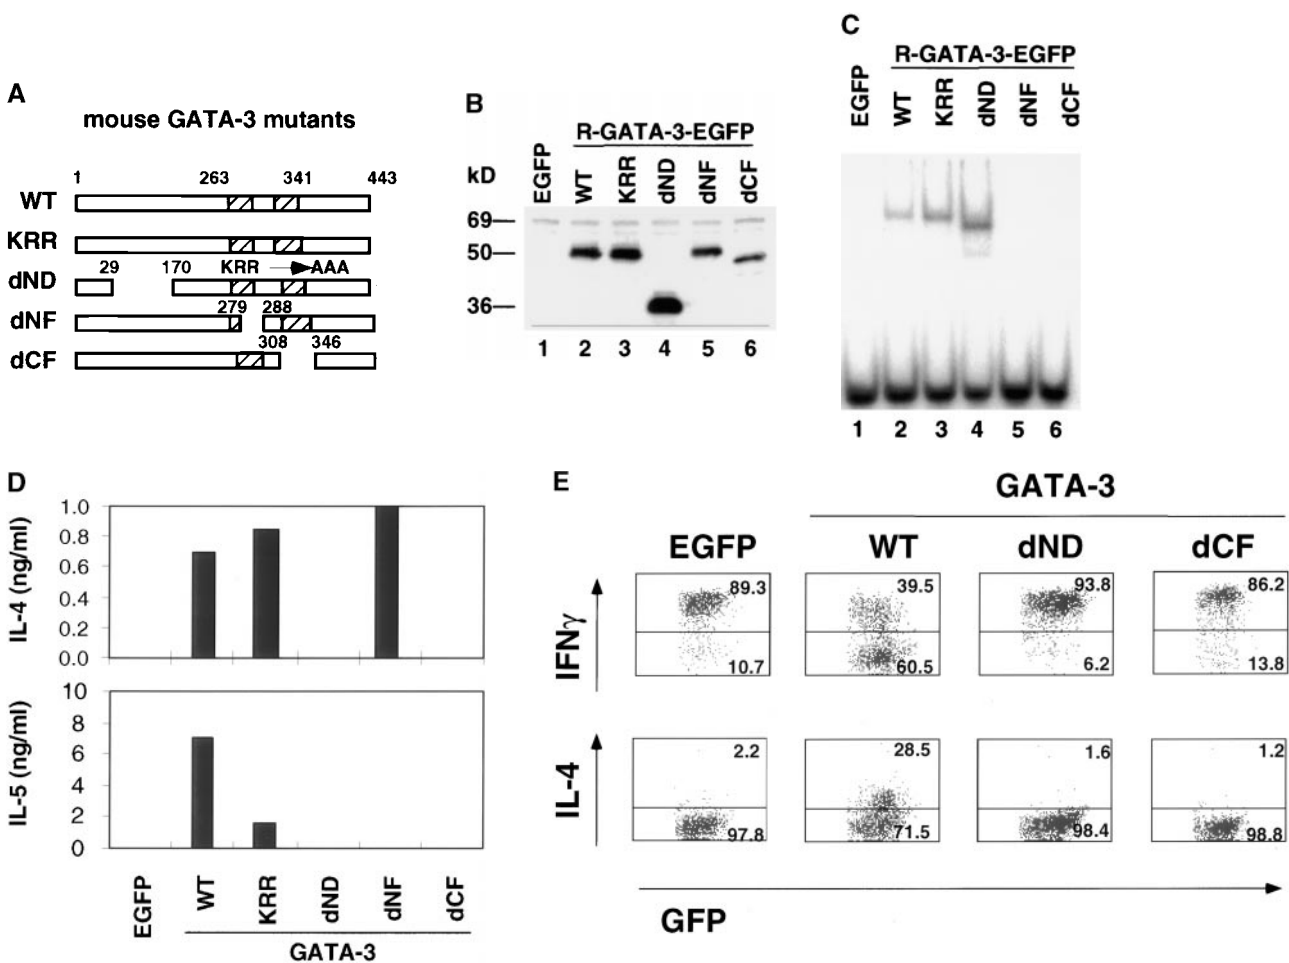 A
mouse GATA-3 mutants
1 263 341 443
WT
KRR
29 170 KRR AAA
dND
279 288
dNF
308 346
dCF
B
R-GATA-3-EGFP
kD
EGFP WT KRR dND dNF dCF
69
50
36
1 2 3 4 5 6
C
R-GATA-3-EGFP
EGFP WT KRR dND dNF dCF
1 2 3 4 5 6
D
IL-4 (ng/ml)
1.0
0.8
0.6
0.4
0.2
0.0
IL-5 (ng/ml)
10
8
6
4
2
0
EGFP WT KRR dND dNF dCF
GATA-3
E
GATA-3
EGFP WT dND dCF
IFNγ
89.3 39.5 93.8 86.2
10.7 60.5 6.2 13.8
IL-4
2.2 28.5 1.6 1.2
97.8 71.5 98.4 98.8
GFP